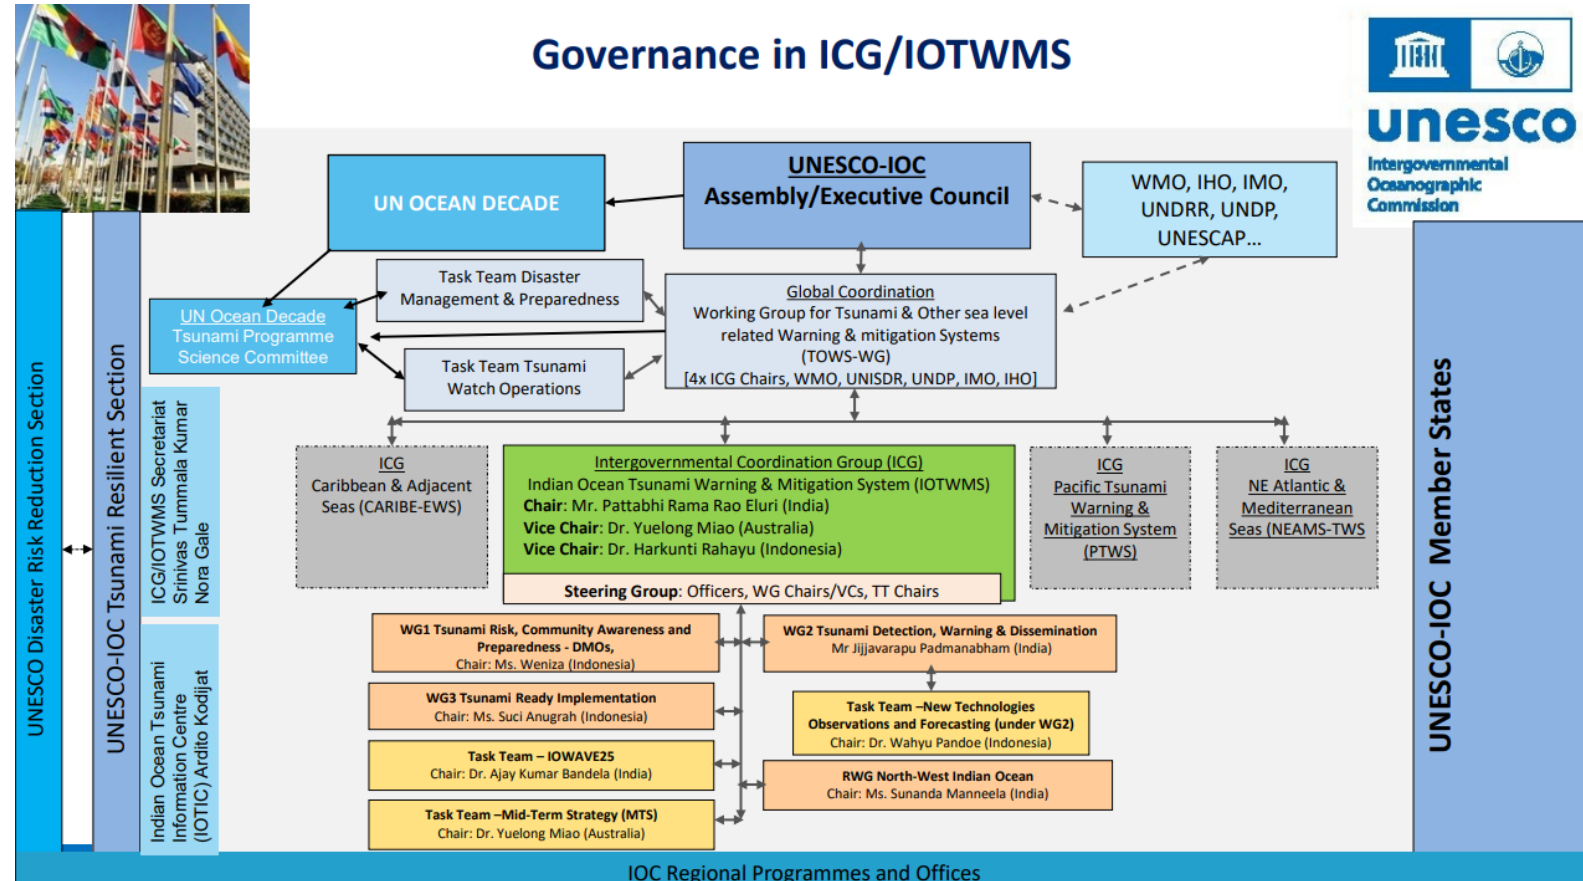 Governance in ICG/IOTWMS
unesco
Intergovernmental
Oceanographic
Commission
UNESCO-IOC
Assembly/Executive Council
UN OCEAN DECADE
WMO, IHO, IMO,
UNDRR, UNDP,
UNESCAP...
Task Team Disaster
Management & Preparedness
Global Coordination
Working Group for Tsunami & Other sea level
related Warning & mitigation Systems
(TOWS-WG)
[4x ICG Chairs, WMO, UNISDR, UNDP, IMO, IHO]
UN Ocean Decade
Tsunami Programme
Science Committee
Task Team Tsunami
Watch Operations
ICG
Caribbean & Adjacent
Seas (CARIBE-EWS)
Intergovernmental Coordination Group (ICG)
Indian Ocean Tsunami Warning & Mitigation System (IOTWMS)
Chair: Mr. Pattabhi Rama Rao Eluri (India)
Vice Chair: Dr. Yuelong Miao (Australia)
Vice Chair: Dr. Harkunti Rahayu (Indonesia)
ICG
Pacific Tsunami
Warning &
Mitigation System
(PTWS)
ICG
NE Atlantic &
Mediterranean
Seas (NEAMS-TWS
Steering Group: Officers, WG Chairs/VCs, TT Chairs
WG1 Tsunami Risk, Community Awareness and
Preparedness - DMOs,
Chair: Ms. Weniza (Indonesia)
WG2 Tsunami Detection, Warning & Dissemination
Mr Jijjavarapu Padmanabham (India)
WG3 Tsunami Ready Implementation
Chair: Ms. Suci Anugrah (Indonesia)
Task Team –New Technologies
Observations and Forecasting (under WG2)
Chair: Dr. Wahyu Pandoe (Indonesia)
Task Team – IOWAVE25
Chair: Dr. Ajay Kumar Bandela (India)
RWG North-West Indian Ocean
Chair: Ms. Sunanda Manneela (India)
Task Team –Mid-Term Strategy (MTS)
Chair: Dr. Yuelong Miao (Australia)
UNESCO Disaster Risk Reduction Section
UNESCO-IOC Tsunami Resilient Section
ICG/IOTWMS Secretariat
Srinivas Tummala Kumar
Nora Gale
Indian Ocean Tsunami
Information Centre
(IOTIC) Ardito Kodijat
UNESCO-IOC Member States
IOC Regional Programmes and Offices